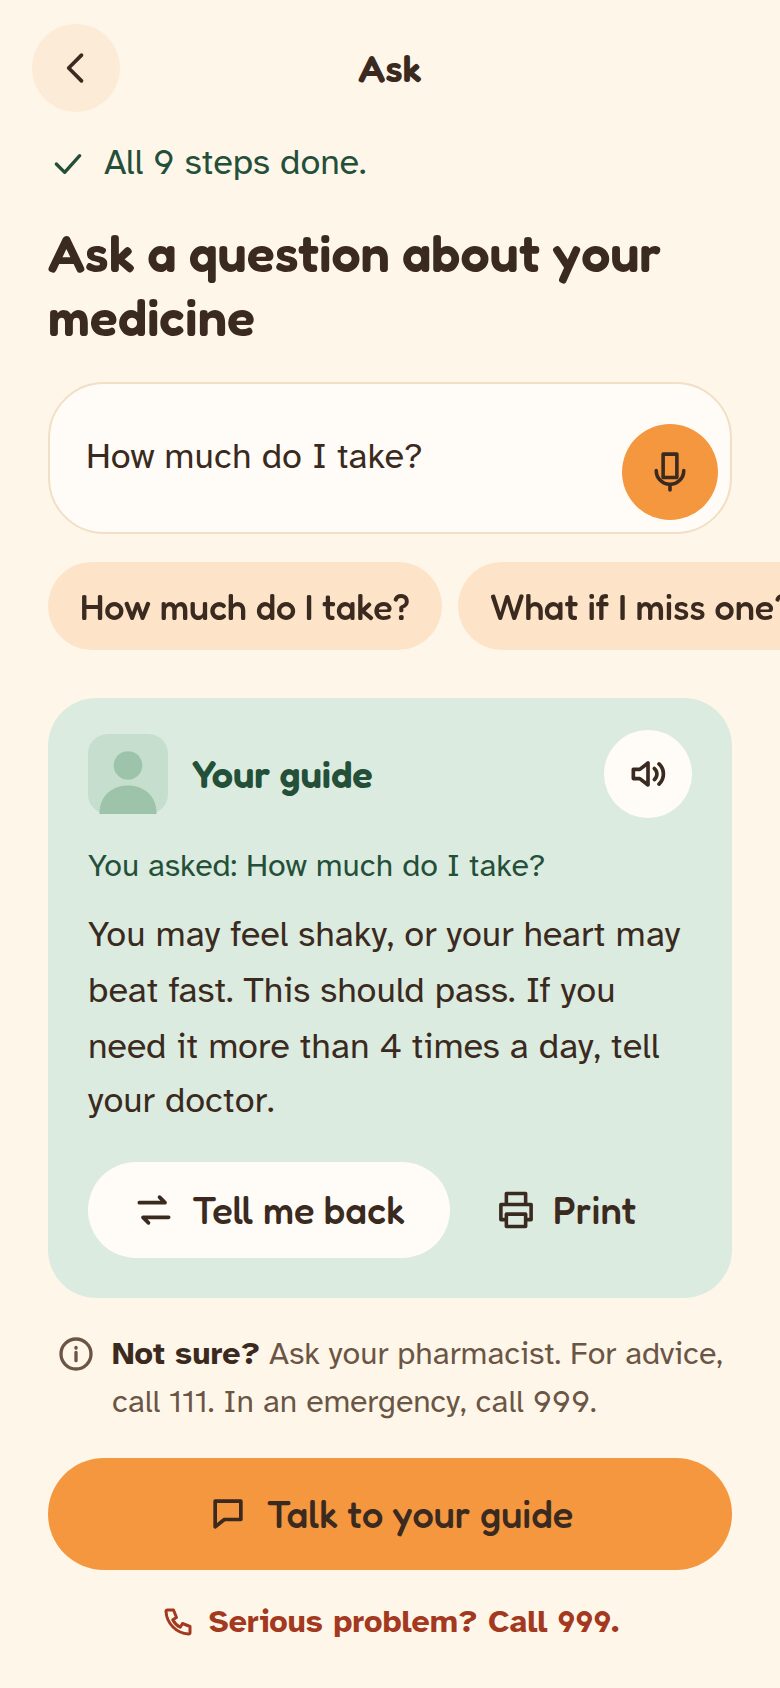 Ask
All 9 steps done.
Ask a question about your
medicine
How much do I take?
How much do I take?
What if I miss one?
Your guide
You asked: How much do I take?
You may feel shaky, or your heart may
beat fast. This should pass. If you
need it more than 4 times a day, tell
your doctor.
Tell me back
Print
Not sure? Ask your pharmacist. For advice,
call 111. In an emergency, call 999.
Talk to your guide
Serious problem? Call 999.